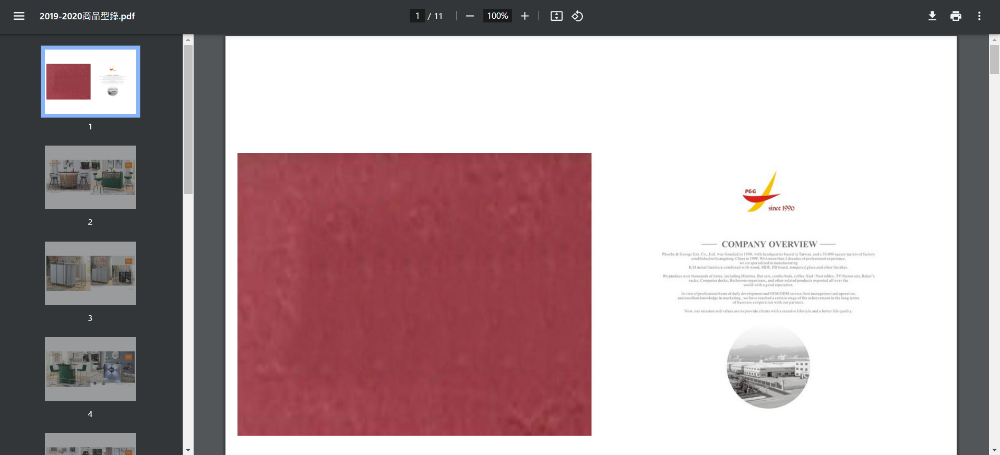 2019-2020商品型錄.pdf
1 / 11
100%
1
2
3
4
P&G
since 1990
COMPANY OVERVIEW
Phoebe & George Ent. Co., Ltd. was founded in 1990, with headquarter based in Taiwan, and a 30,000 square meters of factory
established in Guangdong, China in 1998. With more than 2 decades of professional experience,
we are specialized in manufacturing
K/D metal furniture combined with wood, MDF, PB board, tempered glass,and other finishes.
We produce over thousands of items, including Dinettes, Bar sets, combo beds, coffee /End / Nest tables , TV/Stereo sets, Baker's
racks, Computer desks, Bathroom organizers, and other related products exported all over the
world with a good reputation.
In view of professional team of daily development and OEM/ODM service, best management and operation,
and excellent knowledge in marketing , we have reached a certain stage of the achievement in the long terms
of business cooperation with our partners.
Now, our mission and values are to provide clients with a creative lifestyle and a better life quality.